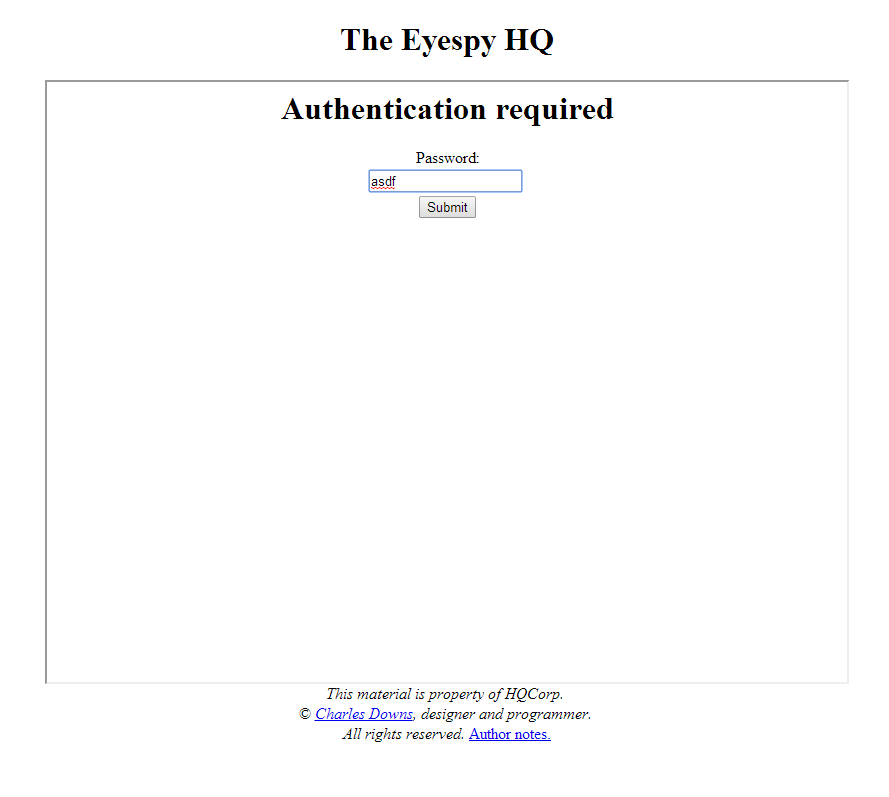 The Eyespy HQ
Authentication required
Password:
asdf
Submit
This material is property of HQCorp.
© Charles Downs, designer and programmer.
All rights reserved. Author notes.